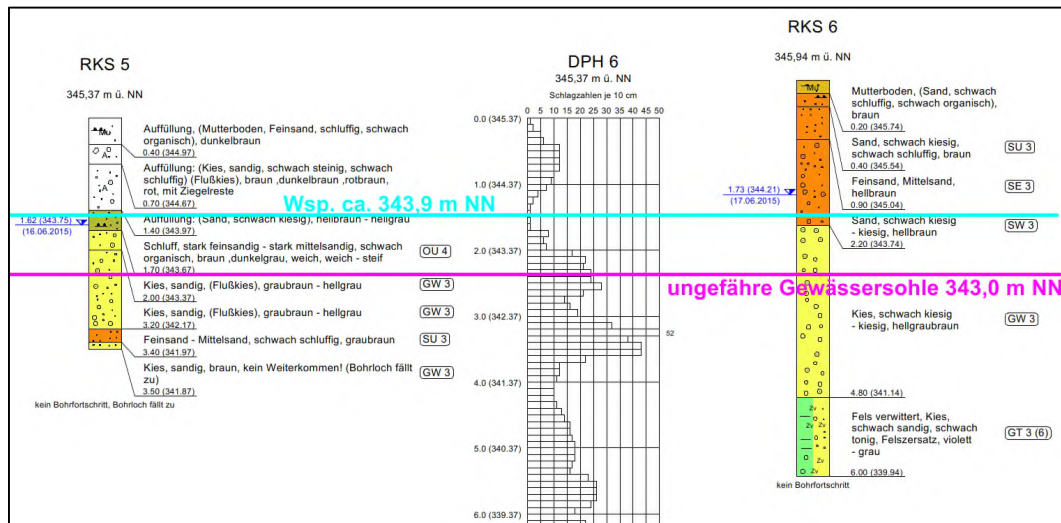 RKS 5
345,37 m ü. NN
Mu
A
A
Auffüllung, (Mutterboden, Feinsand, schluffig, schwach
organisch), dunkelbraun
0.40 (344.97)
Auffüllung: (Kies, sandig, schwach steinig, schwach
schluffig) (Flußkies), braun ,dunkelbraun ,rotbraun,
rot, mit Ziegelreste
0.70 (344.67)
1.62 (343.75)
(16.06.2015)
Auffüllung: (Sand, schwach kiesig), hellbraun - hellgrau
1.40 (343.97)
Schluff, stark feinsandig - stark mittelsandig, schwach
organisch, braun ,dunkelgrau, weich, weich - steif
OU 4
1.70 (343.67)
Kies, sandig, (Flußkies), graubraun - hellgrau
GW 3
2.00 (343.37)
Kies, sandig, (Flußkies), graubraun - hellgrau
GW 3
3.20 (342.17)
Feinsand - Mittelsand, schwach schluffig, graubraun
SU 3
3.40 (341.97)
Kies, sandig, braun, kein Weiterkommen! (Bohrloch fällt
zu)
GW 3
3.50 (341.87)
kein Bohrfortschritt, Bohrloch fällt zu
Wsp. ca. 343,9 m NN
ungefähre Gewässersohle 343,0 m NN
DPH 6
345,37 m ü. NN
Schlagzahlen je 10 cm
0 5 10 15 20 25 30 35 40 45 50
0.0 (345.37)
1.0 (344.37)
2.0 (343.37)
3.0 (342.37)
52
4.0 (341.37)
5.0 (340.37)
6.0 (339.37)
RKS 6
345,94 m ü. NN
Mu
Mutterboden, (Sand, schwach
schluffig, schwach organisch),
braun
0.20 (345.74)
Sand, schwach kiesig,
schwach schluffig, braun
SU 3
0.40 (345.54)
Feinsand, Mittelsand,
hellbraun
SE 3
0.90 (345.04)
1.73 (344.21)
(17.06.2015)
Sand, schwach kiesig
- kiesig, hellbraun
SW 3
2.20 (343.74)
Kies, schwach kiesig
- kiesig, hellgraubraun
GW 3
4.80 (341.14)
Zv
Zv
Zv
Zv
Zv
Zv
Fels verwittert, Kies,
schwach sandig, schwach
tonig, Felszersatz, violett
- grau
GT 3 (6)
6.00 (339.94)
kein Bohrfortschritt